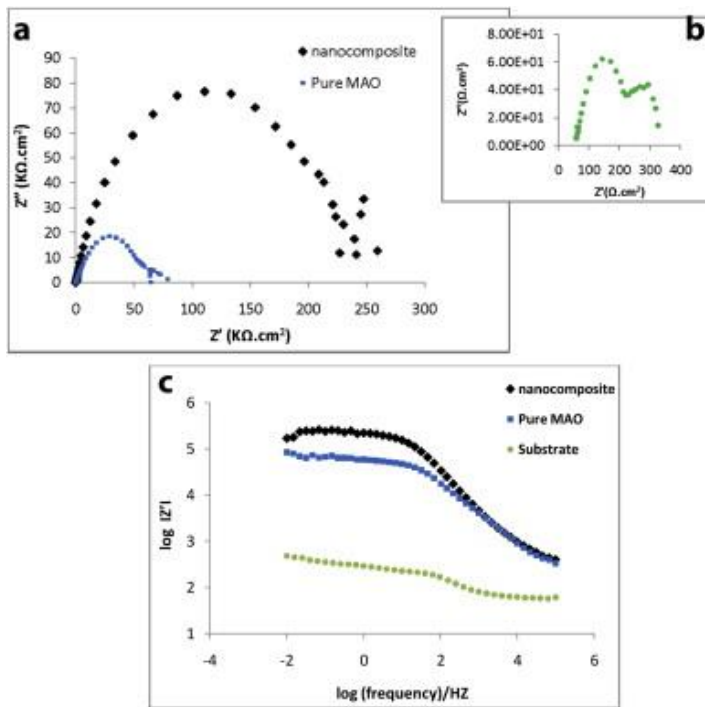 a
90
80
70
60
50
40
30
20
10
0
Z'' (KΩ.cm²)
0 50 100 150 200 250 300
Z' (KΩ.cm²)
nanocomposite
Pure MAO
b
8.00E+01
6.00E+01
4.00E+01
2.00E+01
0.00E+00
Z''(Ω.cm²)
0 100 200 300 400
Z'(Ω.cm²)
c
6
5
4
3
2
1
log |Z'|
-4 -2 0 2 4 6
log (frequency)/HZ
nanocomposite
Pure MAO
Substrate